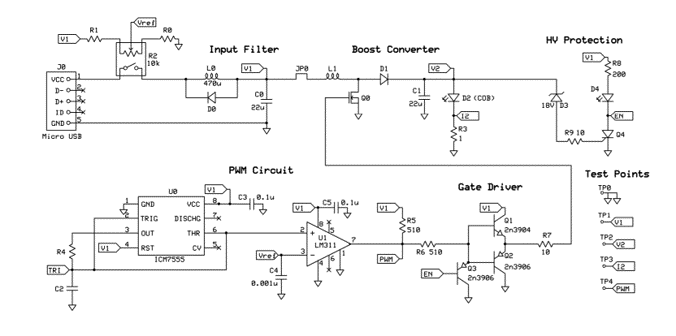 V1
R1
Vref
R0
R2
10k
Input Filter
Boost Converter
HV Protection
J0
VCC
1
D-
2
D+
3
ID
4
GND
5
Micro USB
L0
470u
D0
V1
C0
22u
JP0
L1
Q0
D1
V2
C1
22u
D2 (COB)
I2
R3
1
18V D3
R9 10
V1
R8
200
D4
EN
Q4
PWM Circuit
U0
1
GND
VCC
8
2
TRIG
DISCHG
7
3
OUT
THR
6
4
RST
CV
5
ICM7555
V1
C3 0.1u
V1
R4
TRI
C2
V1
C5 0.1u
8
5
U1
LM311
2
3
7
4
6
1
Vref
C4
0.001u
Gate Driver
V1
R5
510
PWM
R6 510
EN
Q3
2n3906
V1
Q1
2n3904
Q2
2n3906
R7
10
Test Points
TP0
TP1
V1
TP2
V2
TP3
I2
TP4
PWM